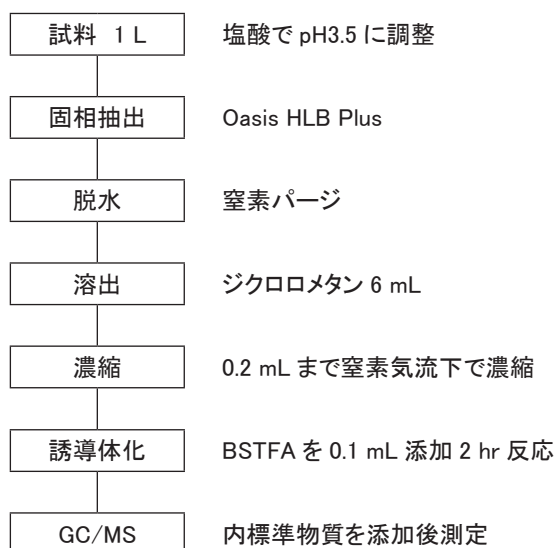 試料 1 L 塩酸で pH3.5 に調整
固相抽出 Oasis HLB Plus
脱水 窒素パージ
溶出 ジクロロメタン 6 mL
濃縮 0.2 mL まで窒素気流下で濃縮
誘導体化 BSTFA を 0.1 mL 添加 2 hr 反応
GC/MS 内標準物質を添加後測定